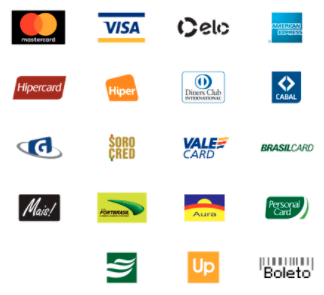 mastercard
VISA
elo
AMERICAN EXPRESS
Hipercard
Hiper
Diners Club
INTERNATIONAL
CABAL
G
SORO
CRED
VALE
CARD
BRASILCARD
Mais!
FORTBRASIL
Aura
Personal
Card
Up
Boleto